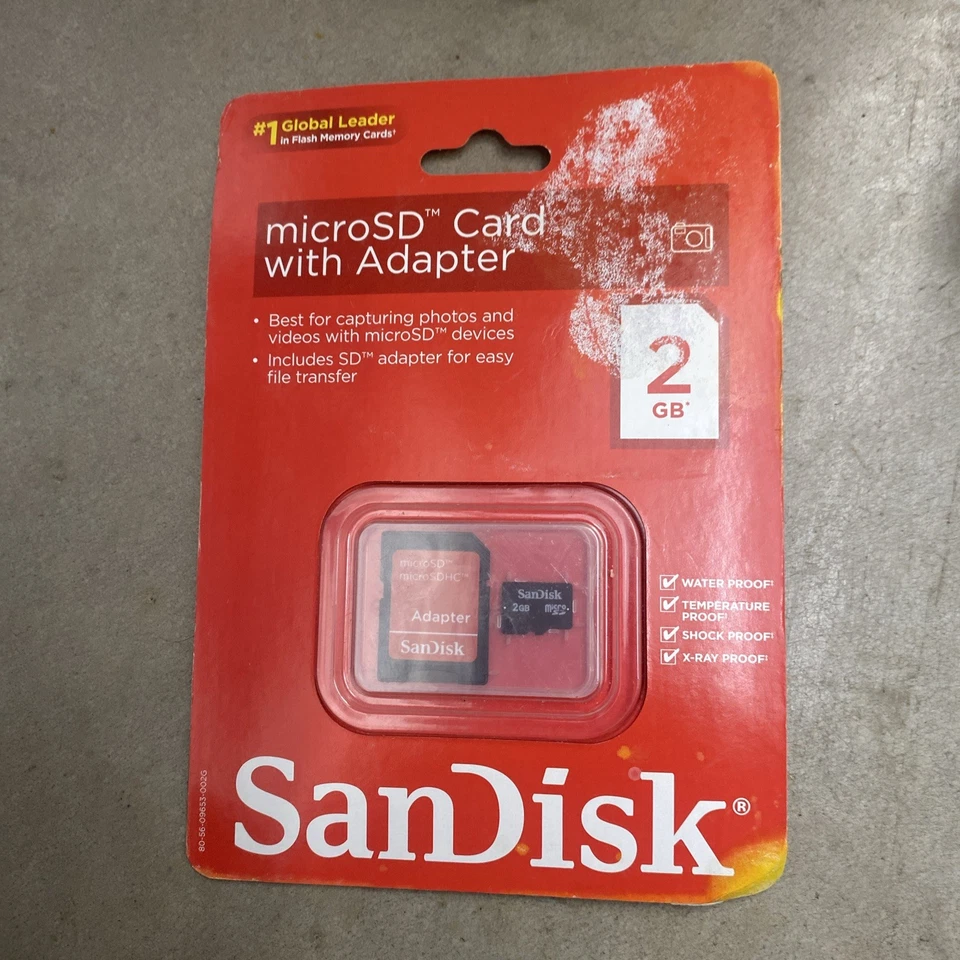 #1 Global Leader
in Flash Memory Cards†
microSD™ Card
with Adapter
• Best for capturing photos and
videos with microSD™ devices
• Includes SD™ adapter for easy
file transfer
2
GB*
microSD™
microSDHC™
Adapter
SanDisk
SanDisk
2GB micro
SD
WATER PROOF‡
TEMPERATURE
PROOF‡
SHOCK PROOF‡
X-RAY PROOF‡
80-56-09653-002G
SanDisk®